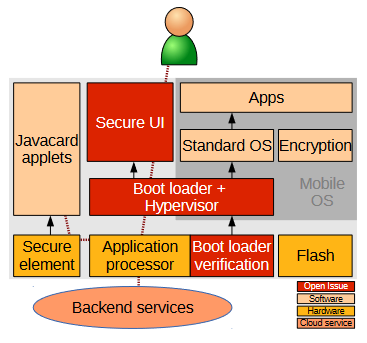 Javacard
applets
Secure UI
Apps
Standard OS
Encryption
Mobile
OS
Boot loader +
Hypervisor
Secure
element
Application
processor
Boot loader
verification
Flash
Backend services
Open Issue
Software
Hardware
Cloud service